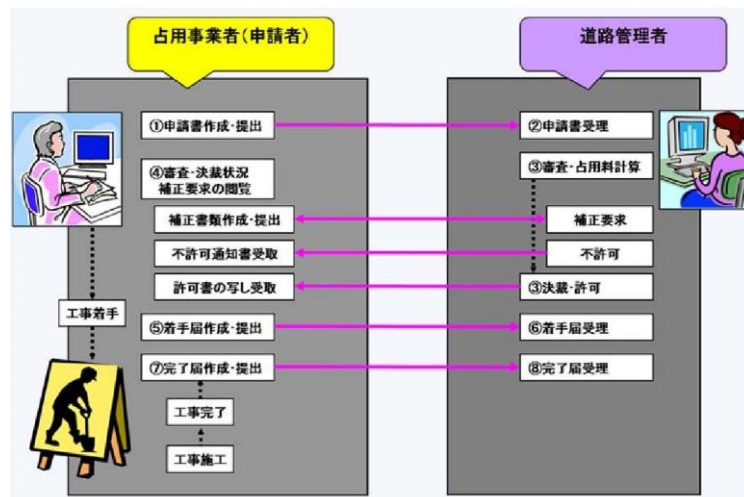 占用事業者(申請者)
道路管理者
①申請書作成・提出
②申請書受理
④審査・決裁状況
補正要求の閲覧
③審査・占用料計算
補正書類作成・提出
補正要求
不許可通知書受取
不許可
許可書の写し受取
③決裁・許可
工事着手
⑤着手届作成・提出
⑥着手届受理
⑦完了届作成・提出
⑧完了届受理
工事完了
工事施工